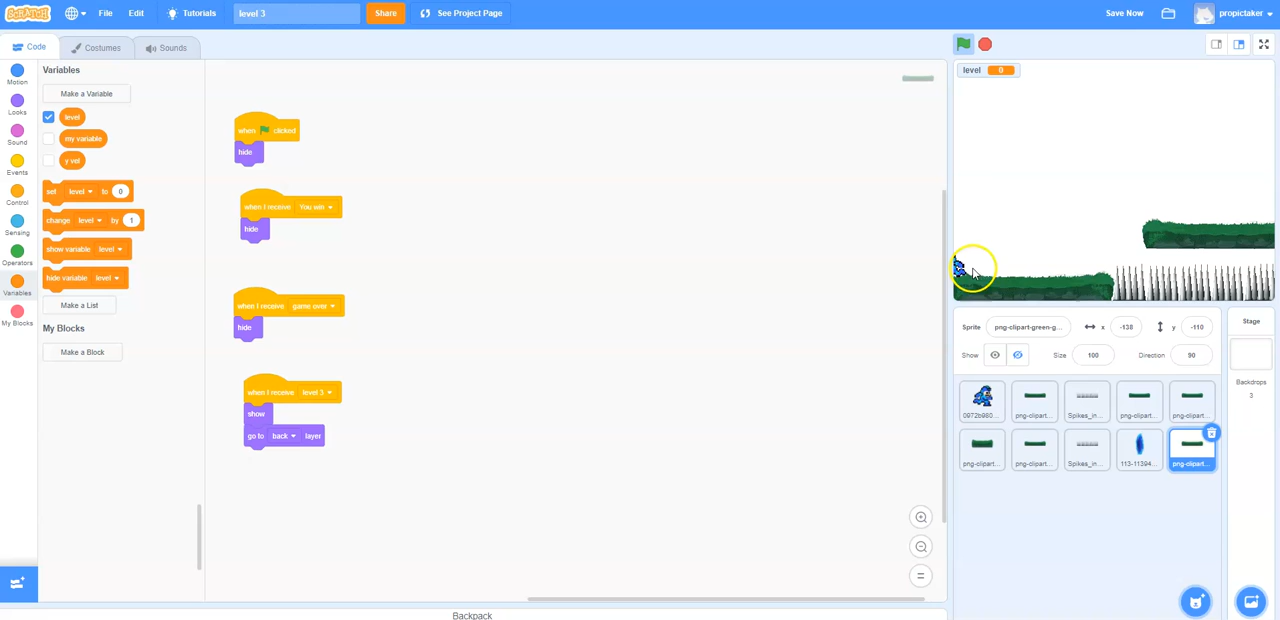 SCRATCH File Edit Tutorials level 3 Share See Project Page Save Now propictaker
Code Costumes Sounds
Variables
Make a Variable
level
my variable
y vel
set level to 0
change level by 1
show variable level
hide variable level
Make a List
My Blocks
Make a Block
Motion
Looks
Sound
Events
Control
Sensing
Operators
Variables
My Blocks
when clicked
hide
when I receive You win
hide
when I receive game over
hide
when I receive level 3
show
go to back layer
Backpack
level 0
Sprite png-clipart-green-g... x -138 y -110
Show Size 100 Direction 90
0972b980... png-clipart... Spikes_in... png-clipart... png-clipart...
png-clipart... png-clipart... Spikes_in... 113-11394... png-clipart...
Stage
Backdrops
3